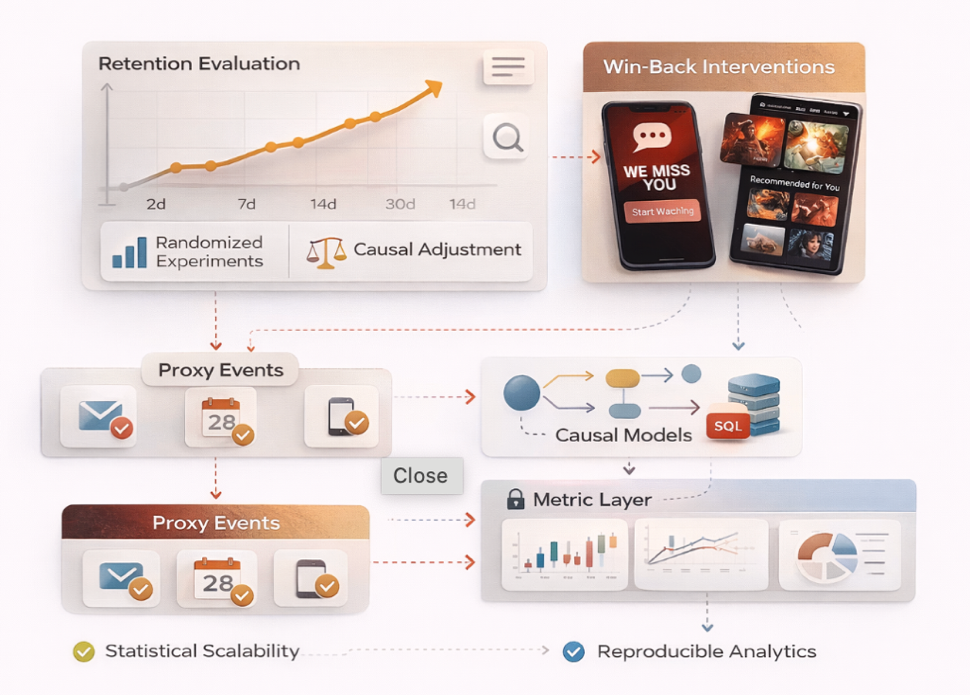 Retention Evaluation
2d 7d 14d 30d 14d
Randomized
Experiments
Causal Adjustment
Win-Back Interventions
WE MISS
YOU
Start Waching
Recommended for You
Proxy Events
28
Causal Models
SQL
Close
Metric Layer
Proxy Events
28
Statistical Scalability
Reproducible Analytics